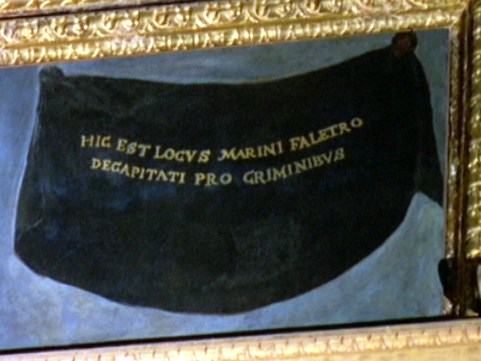 HIC EST LOCVS MARINI FALETRO
DECAPITATI PRO CRIMINIBVS